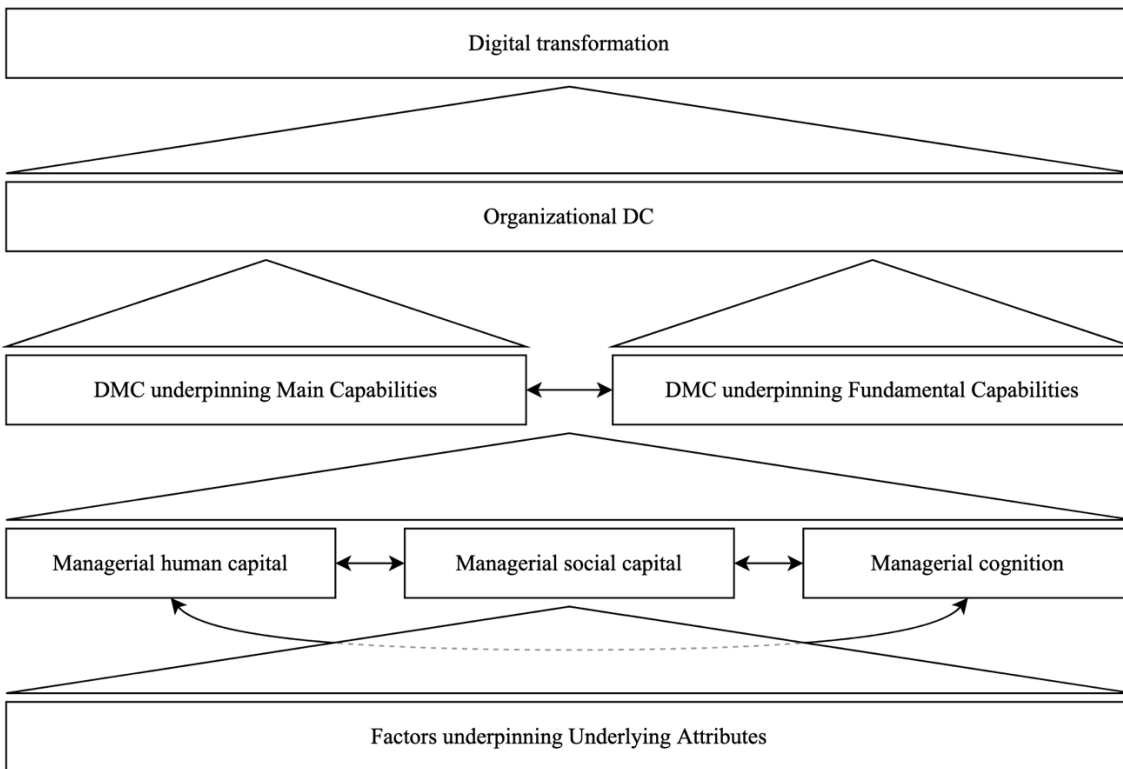 Digital transformation
Organizational DC
DMC underpinning Main Capabilities
DMC underpinning Fundamental Capabilities
Managerial human capital
Managerial social capital
Managerial cognition
Factors underpinning Underlying Attributes